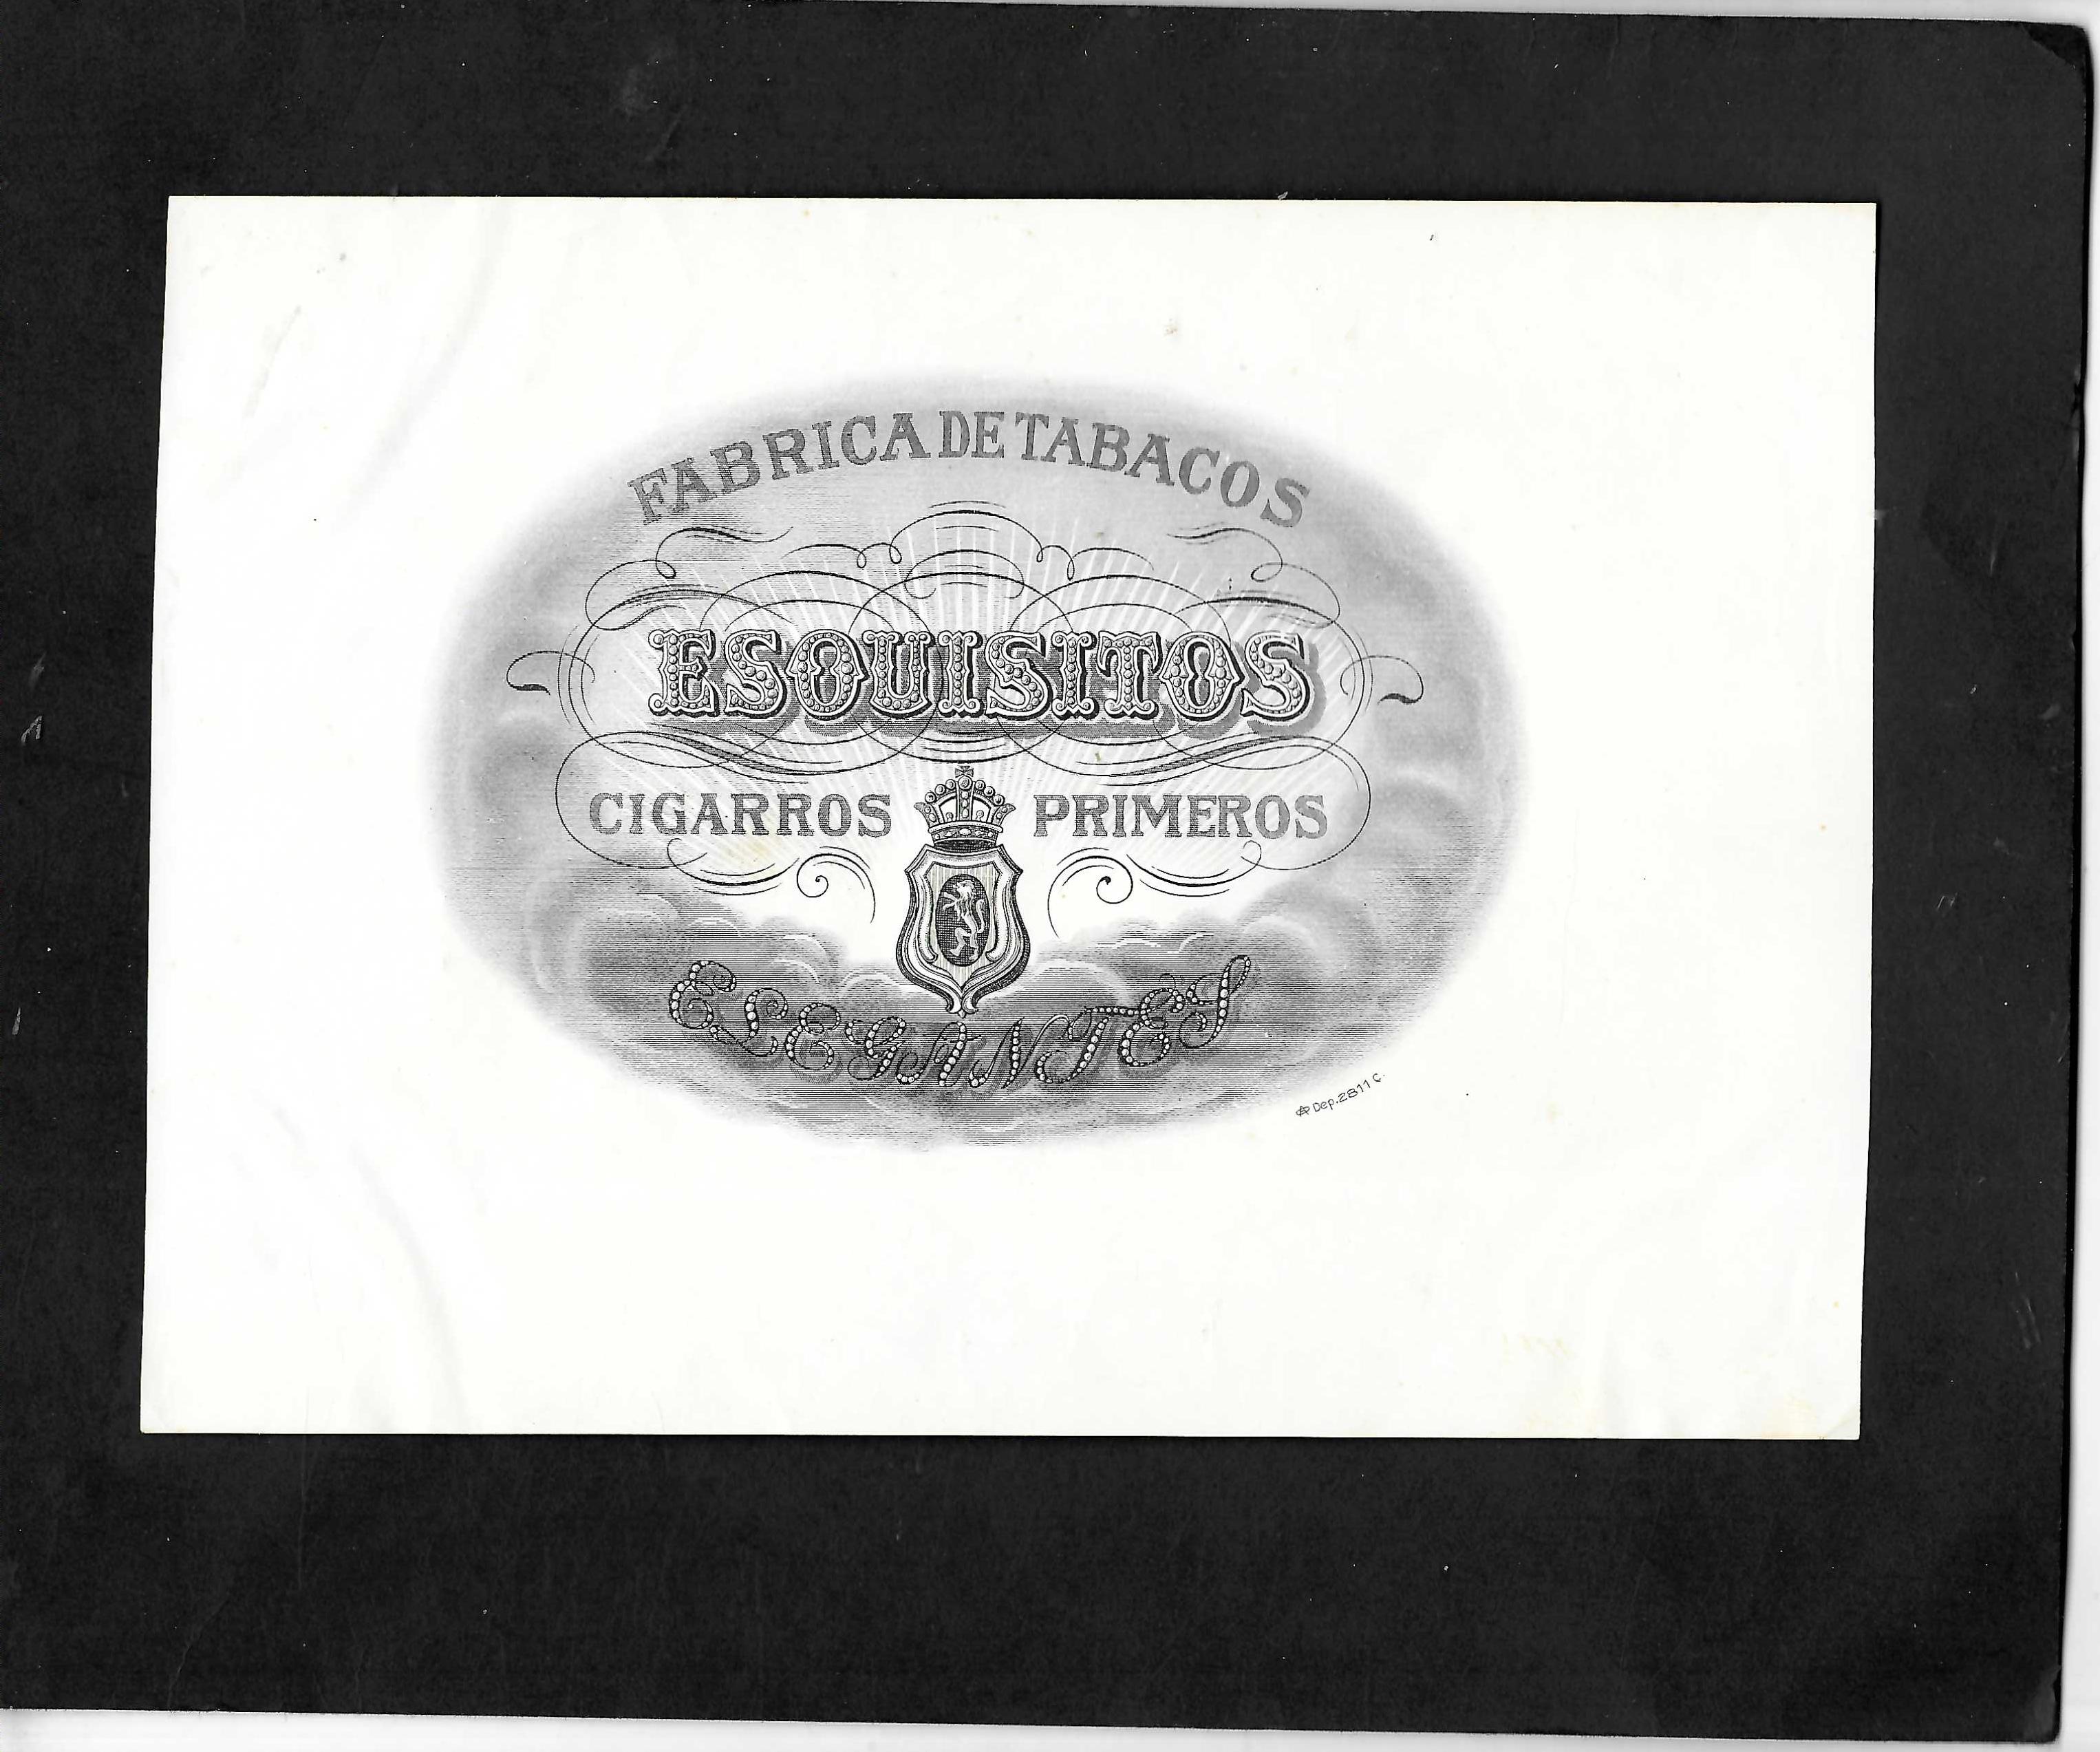 FABRICA DE TABACOS
ESQUISITOS
CIGARROS PRIMEROS
ELEGANTES
Dep. 2811 C.